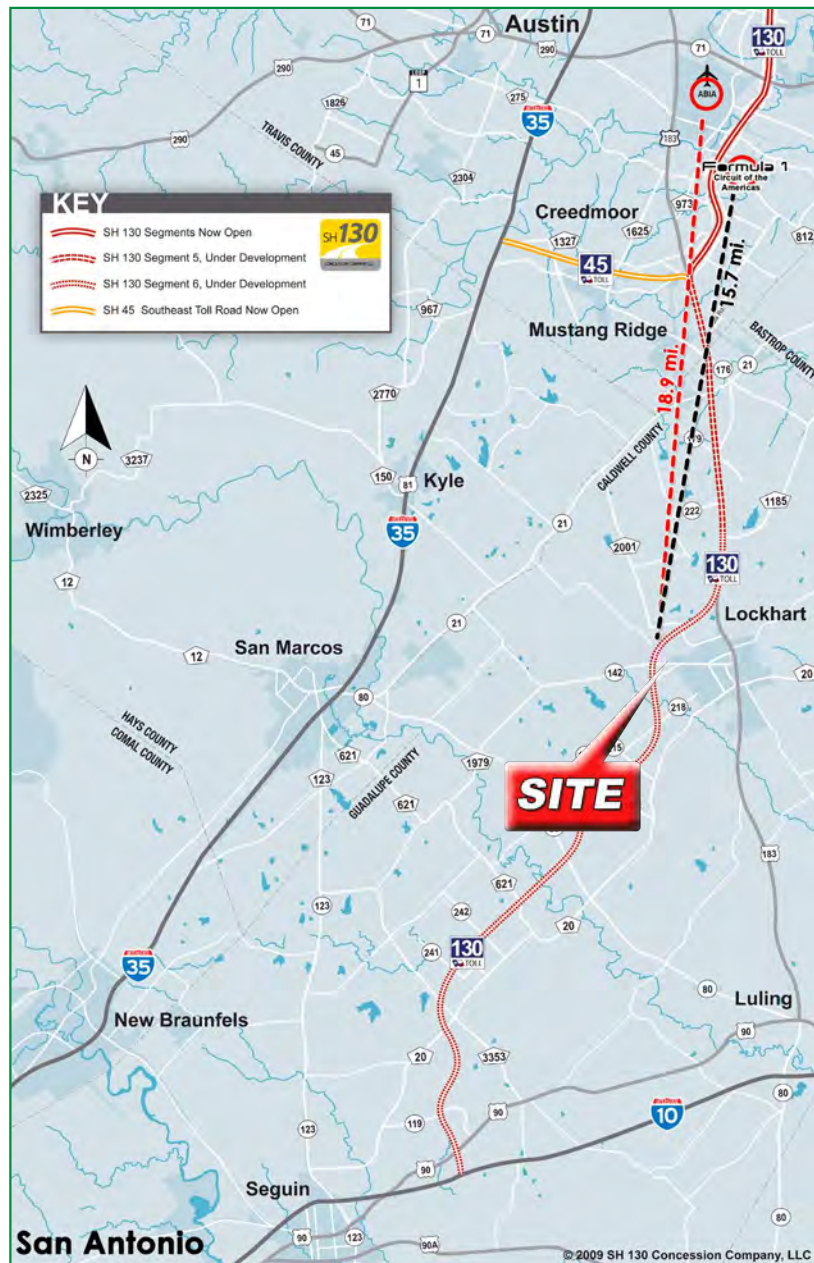 Austin
71
71
290
71
130
TOLL
290
LOOP
1
ABIA
290
1826
275
35
183
TRAVIS COUNTY
45
290
Formula 1
Circuit of the
Americas
2304
973
KEY
SH 130 Segments Now Open
SH 130 Segment 5, Under Development
SH 130 Segment 6, Under Development
SH 45 Southeast Toll Road Now Open
SH 130
Creedmoor
1625
1327
812
45
TOLL
15.7 mi.
967
Mustang Ridge
BASTROP COUNTY
176
21
18.9 mi.
2770
N
3237
CALDWELL COUNTY
150
81
Kyle
2325
1185
Wimberley
222
21
35
2001
130
TOLL
12
Lockhart
21
San Marcos
12
142
20
80
218
HAYS COUNTY
COMAL COUNTY
621
1979
123
GUADALUPE COUNTY
SITE
621
183
621
123
242
20
241
130
TOLL
35
80
Luling
New Braunfels
90
20
3353
90
80
119
10
123
90
Seguin
80
San Antonio
90
123
90A
© 2009 SH 130 Concession Company, LLC